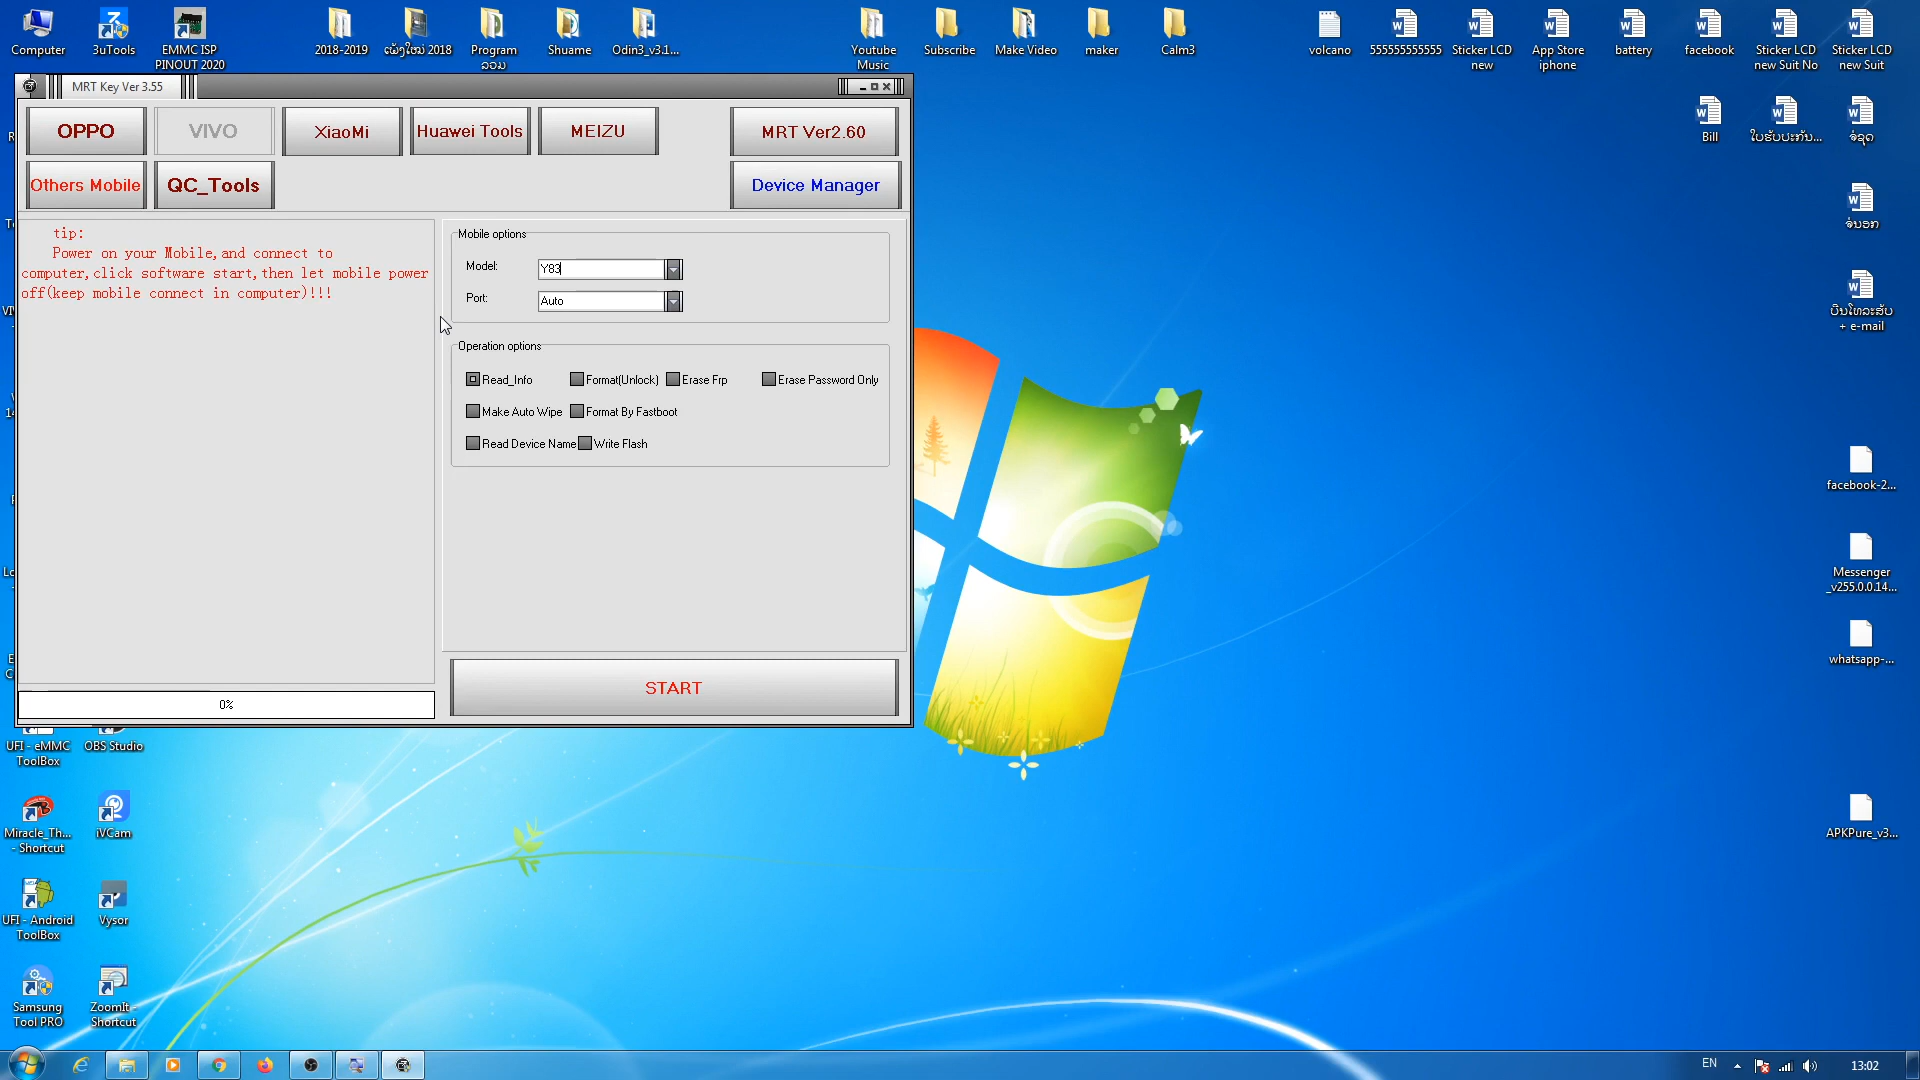 Computer
3uTools
EMMC ISP
PINOUT 2020
2018-2019
ເພັງໃໝ່ 2018
Program
ລວມ
Shuame
Odin3_v3.1...
Youtube
Music
Subscribe
Make Video
maker
Calm3
volcano
555555555555
Sticker LCD
new
App Store
iphone
battery
facebook
Sticker LCD
new Suit No
Sticker LCD
new Suit
Bill
ໃບຮັບປະກັນ...
MRT Key Ver 3.55
OPPO
VIVO
XiaoMi
Huawei Tools
MEIZU
MRT Ver2.60
Others Mobile
QC_Tools
Device Manager
tip:
Power on your Mobile,and connect to
computer,click software start,then let mobile power
off(keep mobile connect in computer)!!!
Mobile options
Model:
Y83
Port:
Auto
Operation options
Read_Info
Format(Unlock)
Erase Frp
Erase Password Only
Make Auto Wipe
Format By Fastboot
Read Device Name
Write Flash
START
0%
ບິນໂທລະສັບ
+ e-mail
facebook-2...
Messenger
_v255.0.0.14...
whatsapp-...
APKPure_v3...
UFI - eMMC
ToolBox
OBS Studio
Miracle_Th...
- Shortcut
iVCam
UFI - Android
ToolBox
Vysor
Samsung
Tool PRO
ZoomIt -
Shortcut
EN
13:02